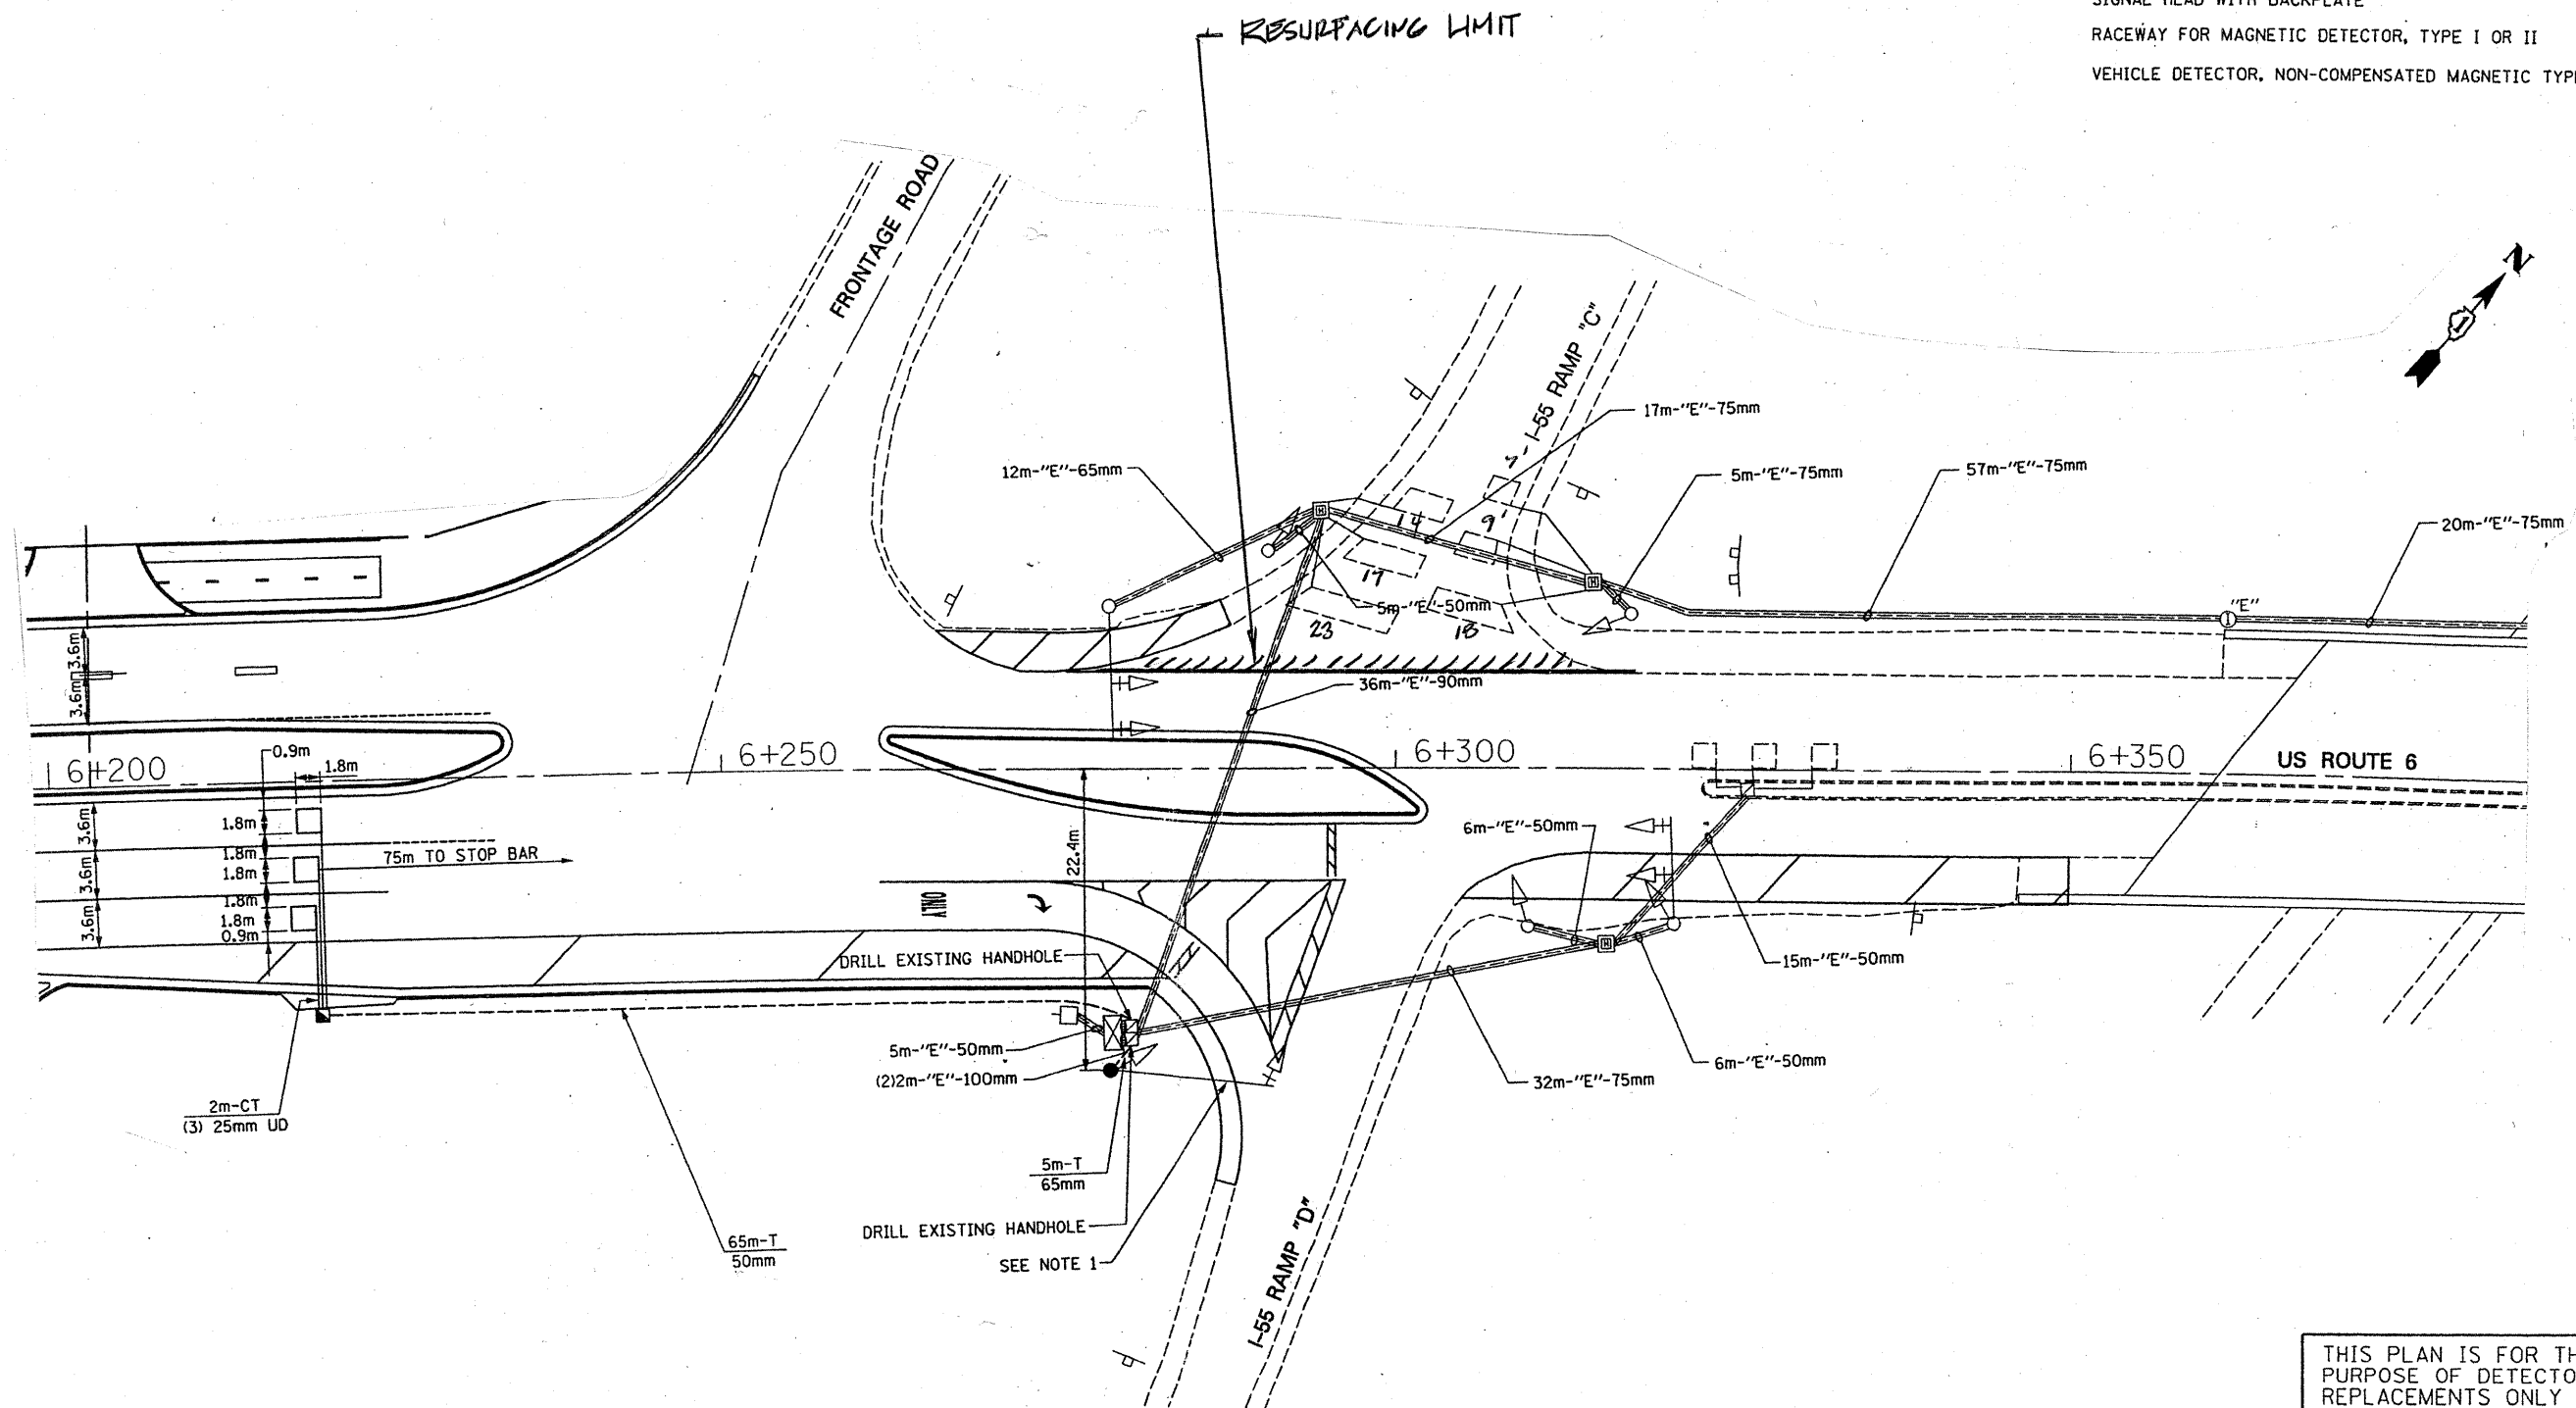 SIGNAL HEAD WITH BACKPLATE
RACEWAY FOR MAGNETIC DETECTOR, TYPE I OR II
VEHICLE DETECTOR, NON-COMPENSATED MAGNETIC TYPE
RESURFACING LIMIT
N
FRONTAGE ROAD
I-55 RAMP "C"
17m-"E"-75mm
12m-"E"-65mm
5m-"E"-75mm
57m-"E"-75mm
20m-"E"-75mm
H
14
9'
17
H
5m-"E"-50mm
23
18
"E"
3.6m
3.6m
36m-"E"-90mm
6+200
0.9m
1.8m
6+250
6+300
6+350
US ROUTE 6
3.6m
1.8m
1.8m
75m TO STOP BAR
22.4m
6m-"E"-50mm
3.6m
1.8m
1.8m
3.6m
1.8m
0.9m
ONLY
DRILL EXISTING HANDHOLE
H
15m-"E"-50mm
5m-"E"-50mm
(2)2m-"E"-100mm
32m-"E"-75mm
6m-"E"-50mm
2m-CT
(3) 25mm UD
5m-T
65mm
DRILL EXISTING HANDHOLE
SEE NOTE 1
65m-T
50mm
I-55 RAMP "D"
THIS PLAN IS FOR TH
PURPOSE OF DETECTO
REPLACEMENTS ONLY